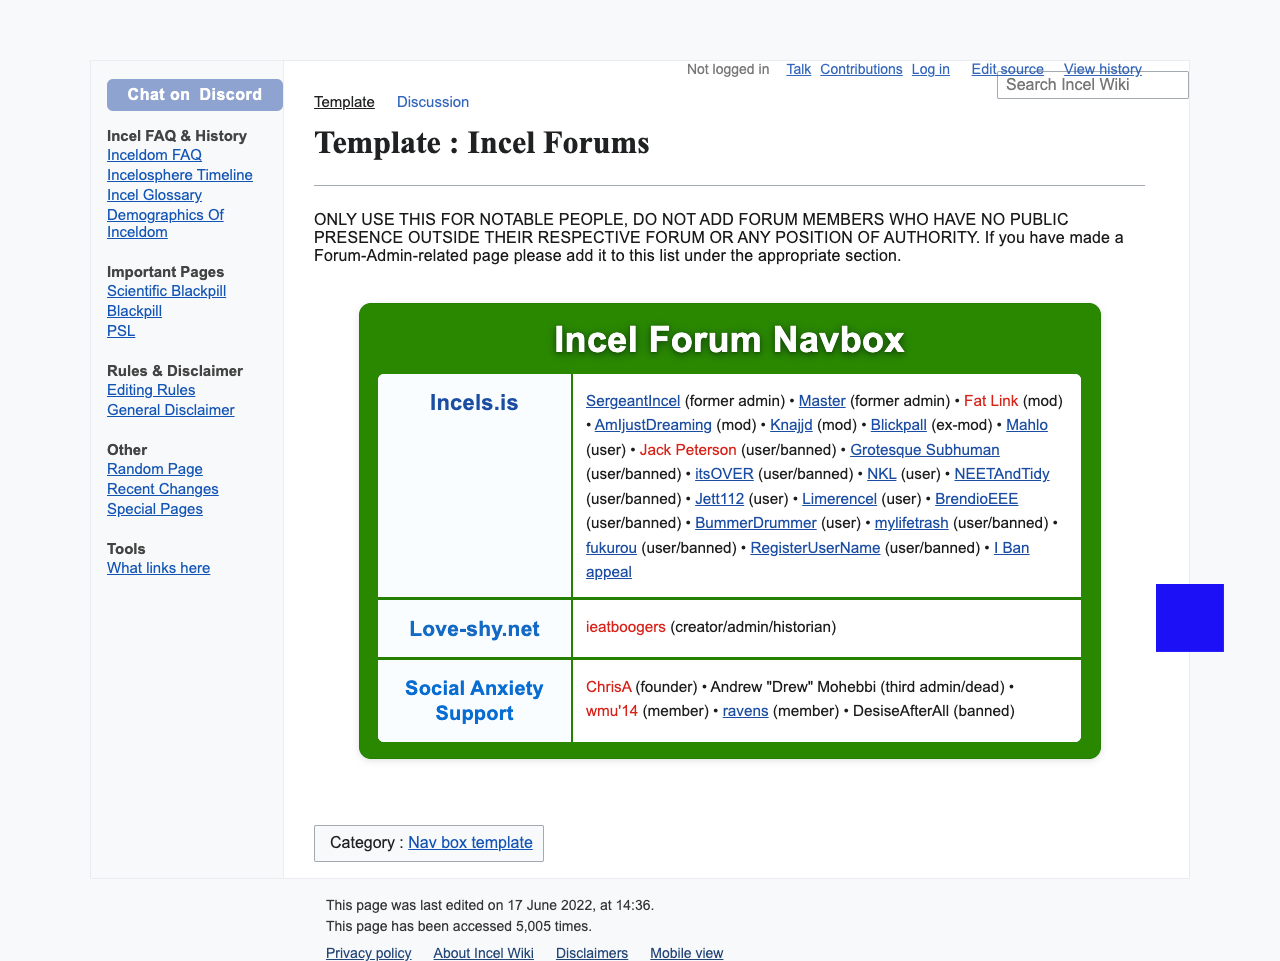 Not logged in Talk Contributions Log in Edit source View history
Search Incel Wiki
Chat on Discord
Incel FAQ & History
Inceldom FAQ
Incelosphere Timeline
Incel Glossary
Demographics Of
Inceldom
Important Pages
Scientific Blackpill
Blackpill
PSL
Rules & Disclaimer
Editing Rules
General Disclaimer
Other
Random Page
Recent Changes
Special Pages
Tools
What links here
Template Discussion
Template : Incel Forums
ONLY USE THIS FOR NOTABLE PEOPLE, DO NOT ADD FORUM MEMBERS WHO HAVE NO PUBLIC
PRESENCE OUTSIDE THEIR RESPECTIVE FORUM OR ANY POSITION OF AUTHORITY. If you have made a
Forum-Admin-related page please add it to this list under the appropriate section.
Incel Forum Navbox
Incels.is
SergeantIncel (former admin) • Master (former admin) • Fat Link (mod)
• AmIjustDreaming (mod) • Knajjd (mod) • Blickpall (ex-mod) • Mahlo
(user) • Jack Peterson (user/banned) • Grotesque Subhuman
(user/banned) • itsOVER (user/banned) • NKL (user) • NEETAndTidy
(user/banned) • Jett112 (user) • Limerencel (user) • BrendioEEE
(user/banned) • BummerDrummer (user) • mylifetrash (user/banned) •
fukurou (user/banned) • RegisterUserName (user/banned) • I Ban
appeal
Love-shy.net
ieatboogers (creator/admin/historian)
Social Anxiety
Support
ChrisA (founder) • Andrew "Drew" Mohebbi (third admin/dead) •
wmu'14 (member) • ravens (member) • DesiseAfterAll (banned)
Category : Nav box template
This page was last edited on 17 June 2022, at 14:36.
This page has been accessed 5,005 times.
Privacy policy About Incel Wiki Disclaimers Mobile view